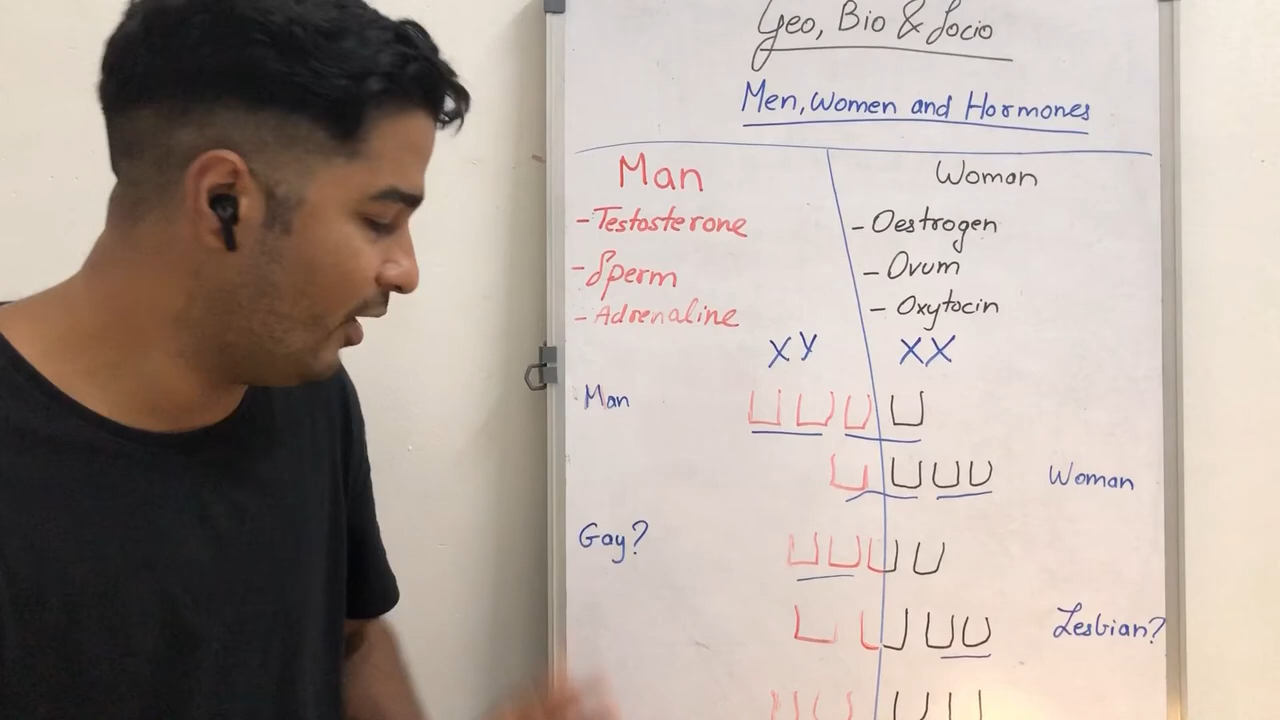 Geo, Bio & Socio
Men, Women and Hormones
Man Woman
- Testosterone - Oestrogen
- Sperm - Ovum
- Adrenaline - Oxytocin
XY XX
Man
Woman
Gay?
Lesbian?